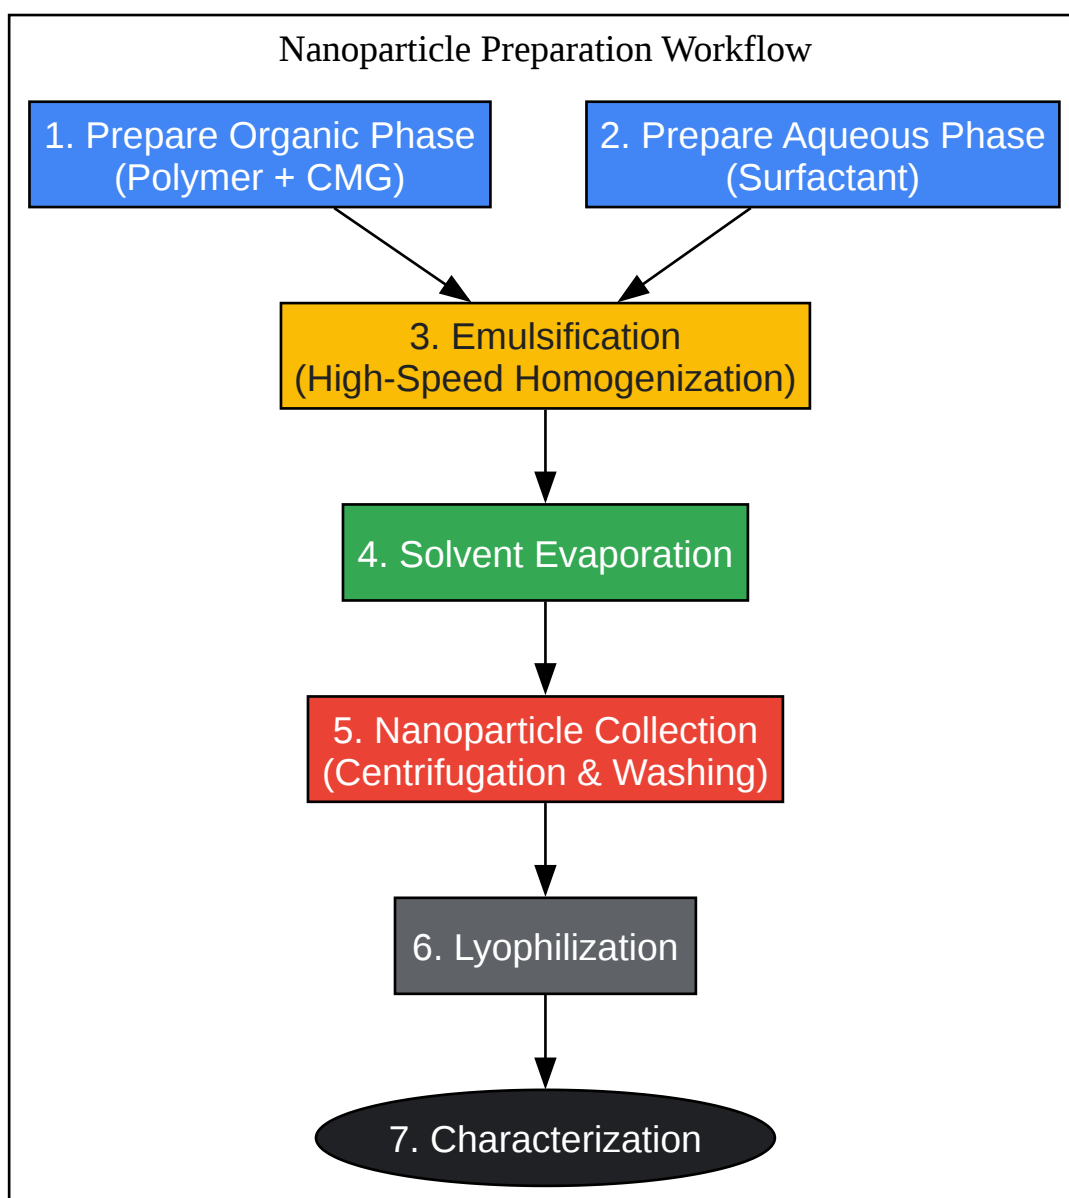 Nanoparticle Preparation Workflow
1. Prepare Organic Phase
(Polymer + CMG)
2. Prepare Aqueous Phase
(Surfactant)
3. Emulsification
(High-Speed Homogenization)
4. Solvent Evaporation
5. Nanoparticle Collection
(Centrifugation & Washing)
6. Lyophilization
7. Characterization